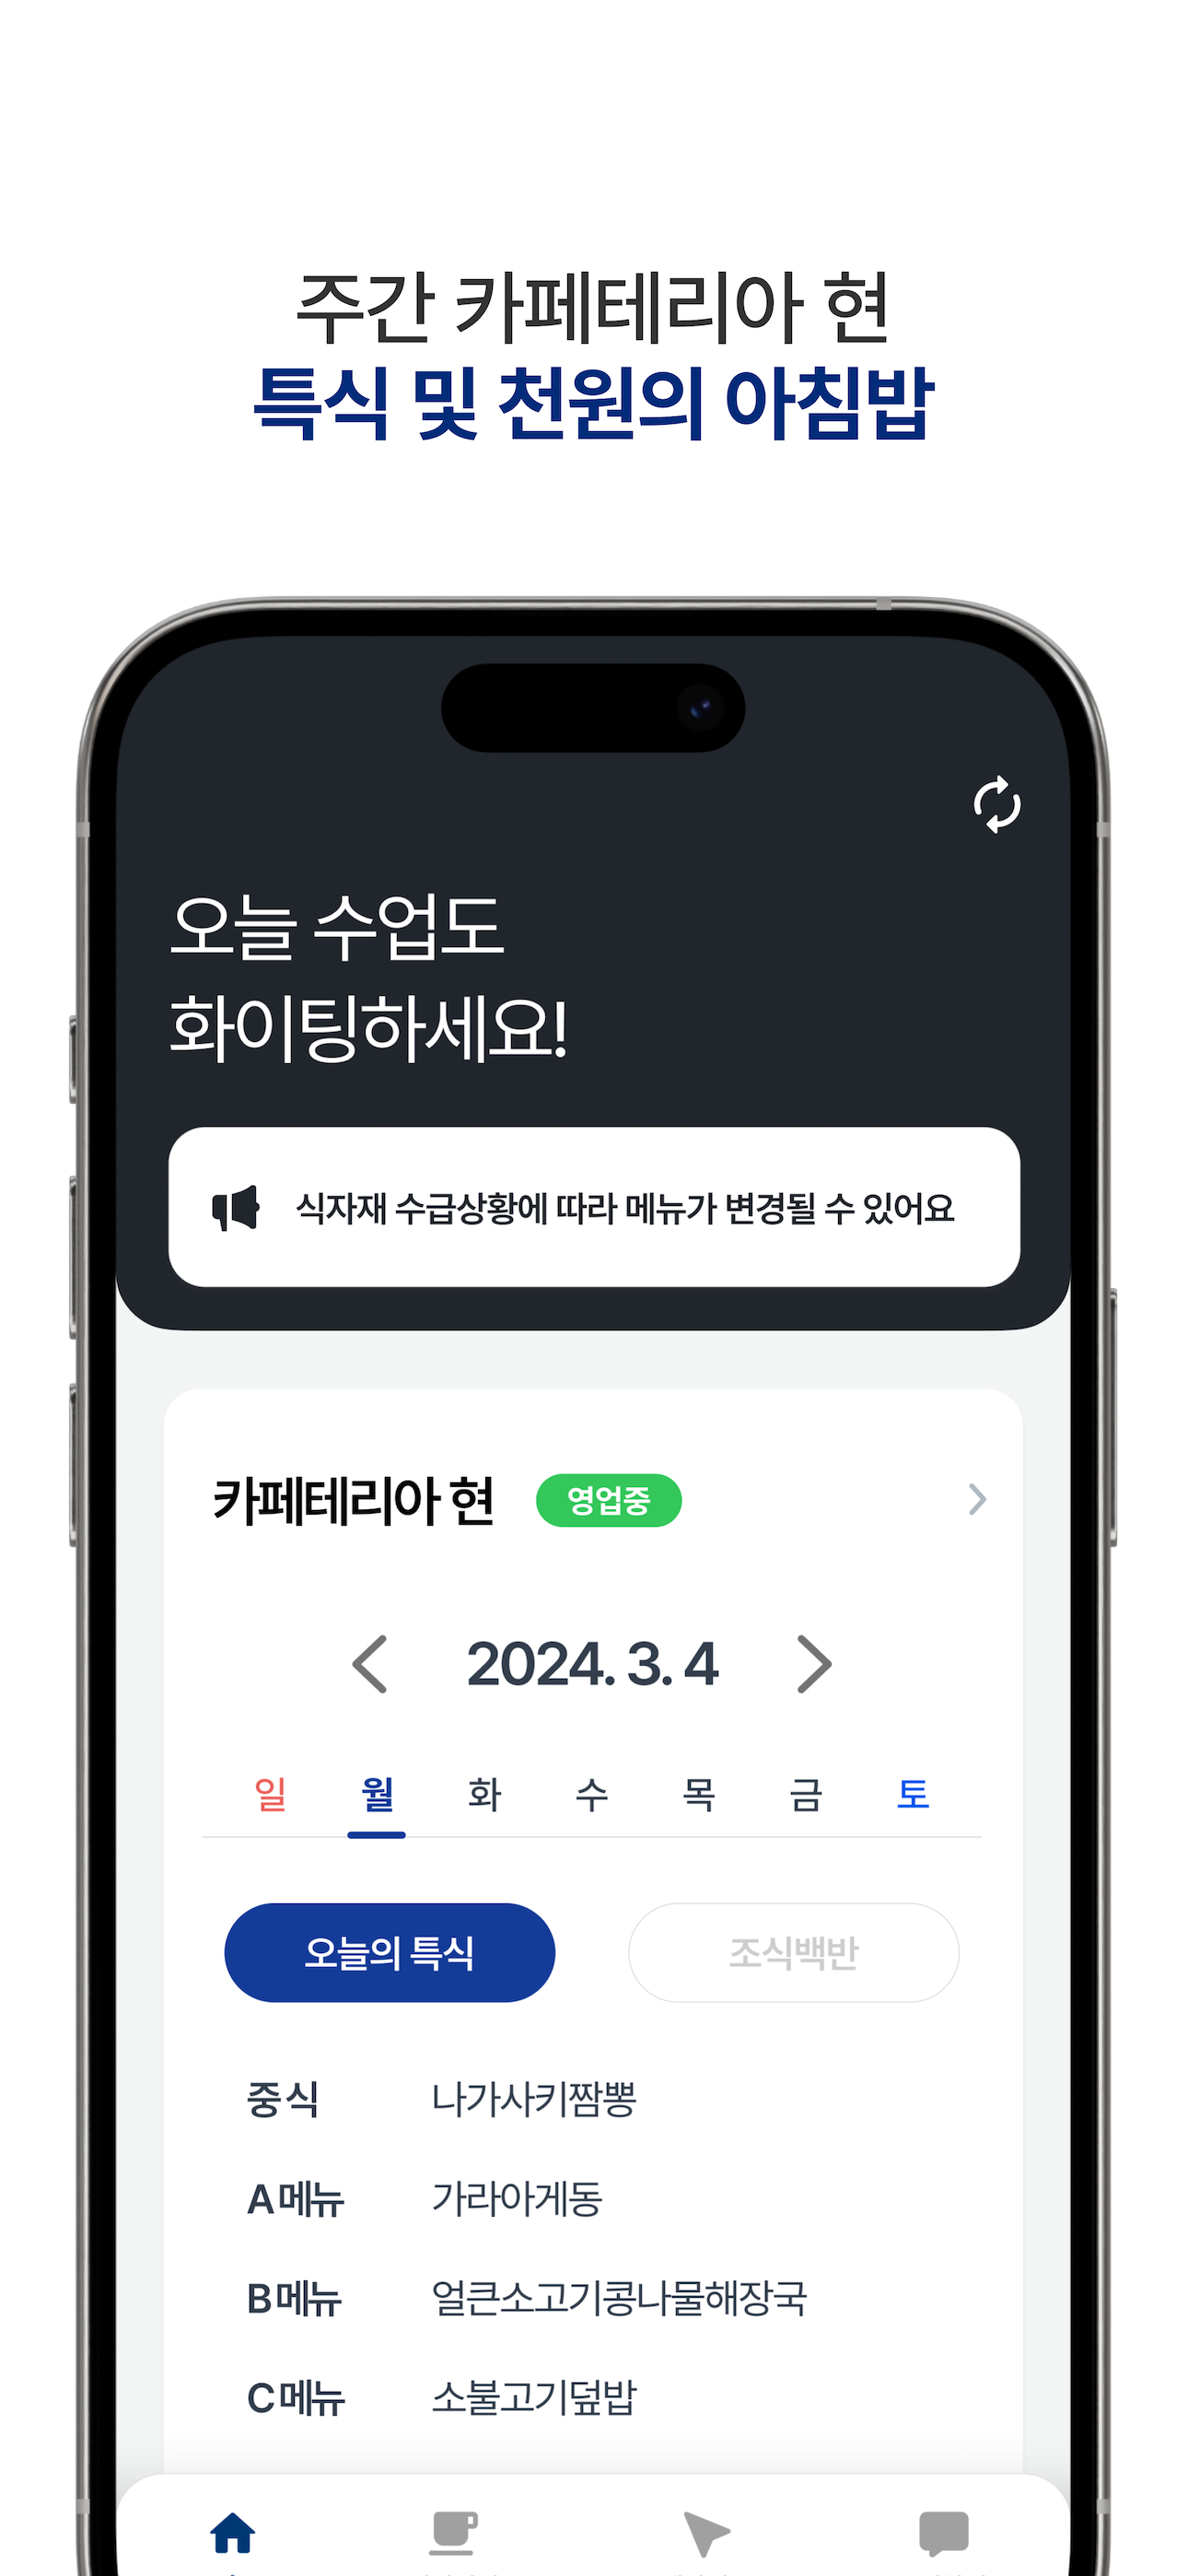 주간 카페테리아 현
특식 및 천원의 아침밥
오늘 수업도
화이팅하세요!
식자재 수급상황에 따라 메뉴가 변경될 수 있어요
카페테리아 현 영업중
2024. 3. 4
일 월 화 수 목 금 토
오늘의 특식 조식백반
중식 나가사키짬뽕
A 메뉴 가라아게동
B 메뉴 얼큰소고기콩나물해장국
C 메뉴 소불고기덮밥